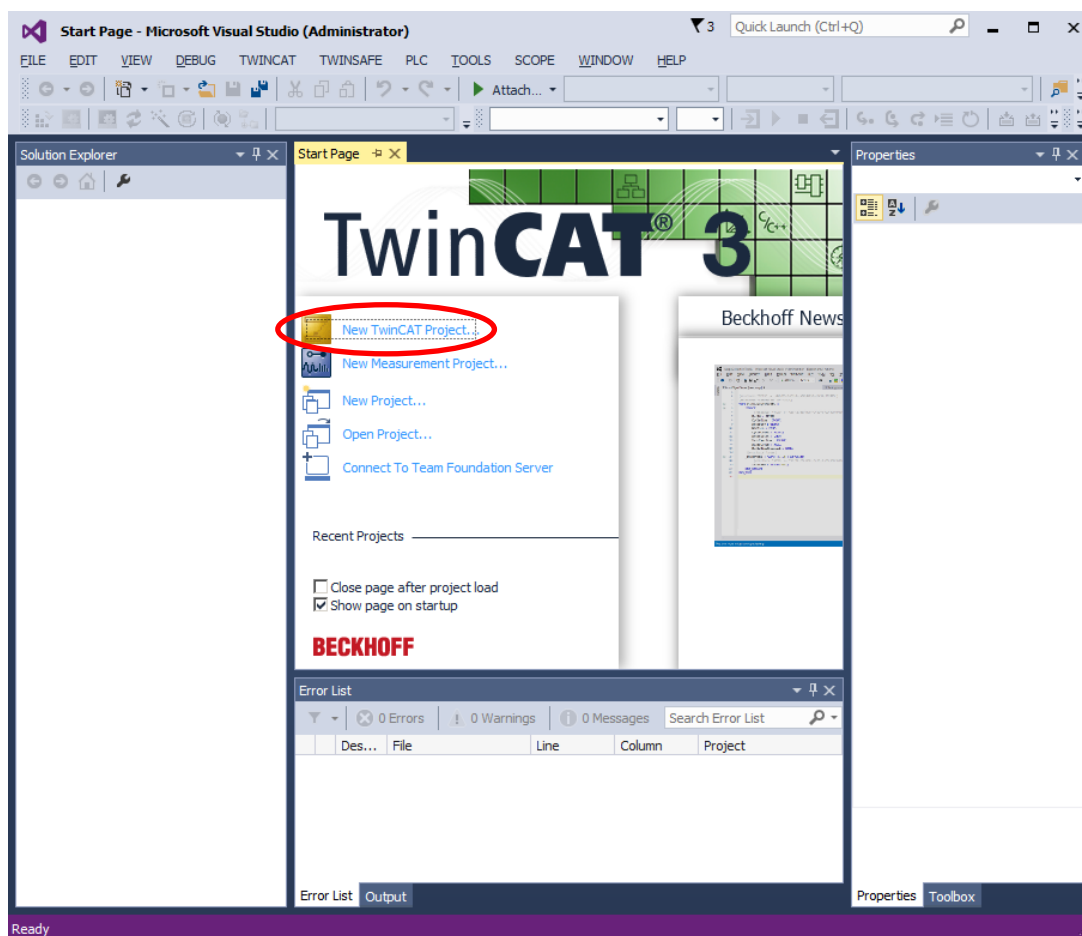 Start Page - Microsoft Visual Studio (Administrator)
3
Quick Launch (Ctrl+Q)
FILE EDIT VIEW DEBUG TWINCAT TWINSAFE PLC TOOLS SCOPE WINDOW HELP
Attach...
Solution Explorer
Start Page
Properties
TwinCAT® 3
C/C++
New TwinCAT Project...
New Measurement Project...
New Project...
Open Project...
Connect To Team Foundation Server
Recent Projects
Close page after project load
Show page on startup
BECKHOFF
Beckhoff News
Error List
0 Errors 0 Warnings 0 Messages Search Error List
Des... File Line Column Project
Error List Output
Properties Toolbox
Ready